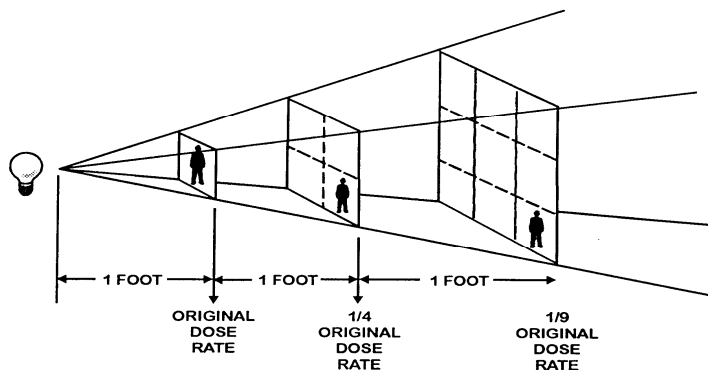 1 FOOT
1 FOOT
1 FOOT
ORIGINAL
DOSE
RATE
1/4
ORIGINAL
DOSE
RATE
1/9
ORIGINAL
DOSE
RATE